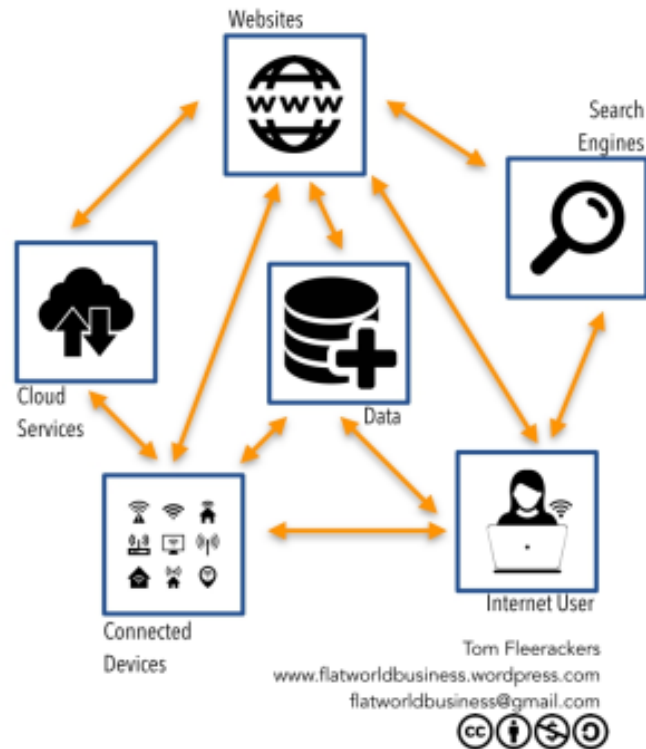 Websites
www
Search
Engines
Cloud
Services
Data
Connected
Devices
Internet User
Tom Fleerackers
www.flatworldbusiness.wordpress.com
flatworldbusiness@gmail.com
cc